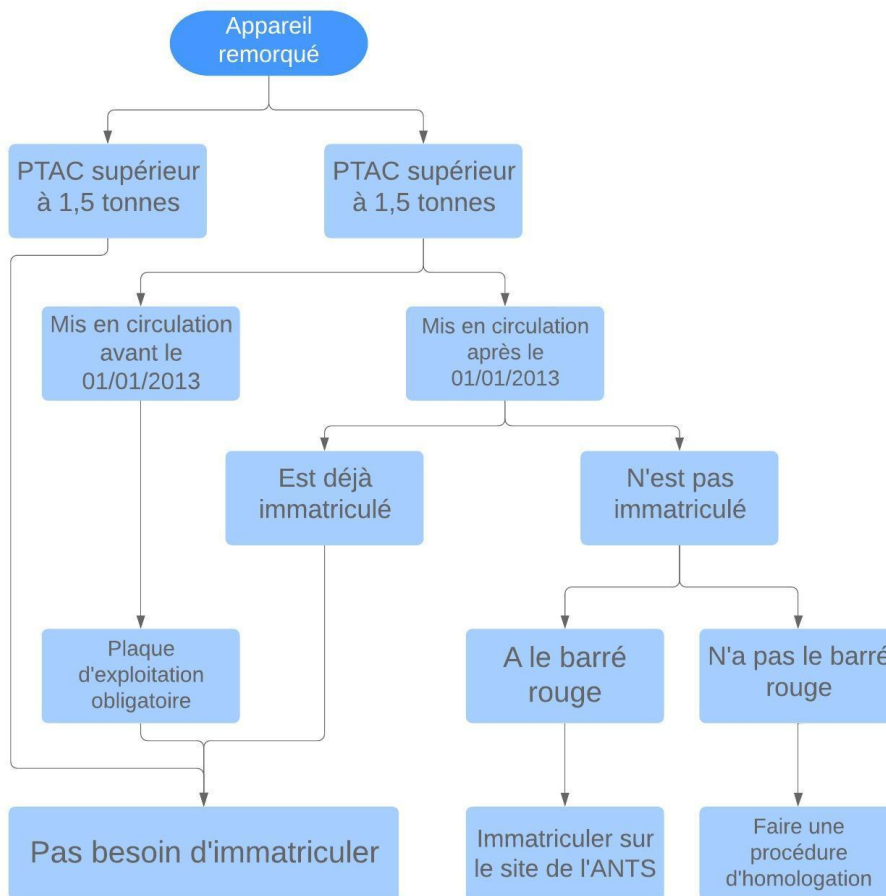 Appareil
remorqué
PTAC supérieur
à 1,5 tonnes
PTAC supérieur
à 1,5 tonnes
Mis en circulation
avant le
01/01/2013
Mis en circulation
après le
01/01/2013
Est déjà
immatriculé
N'est pas
immatriculé
Plaque
d'exploitation
obligatoire
A le barré
rouge
N'a pas le barré
rouge
Pas besoin d'immatriculer
Immatriculer sur
le site de l'ANTS
Faire une
procédure
d'homologation